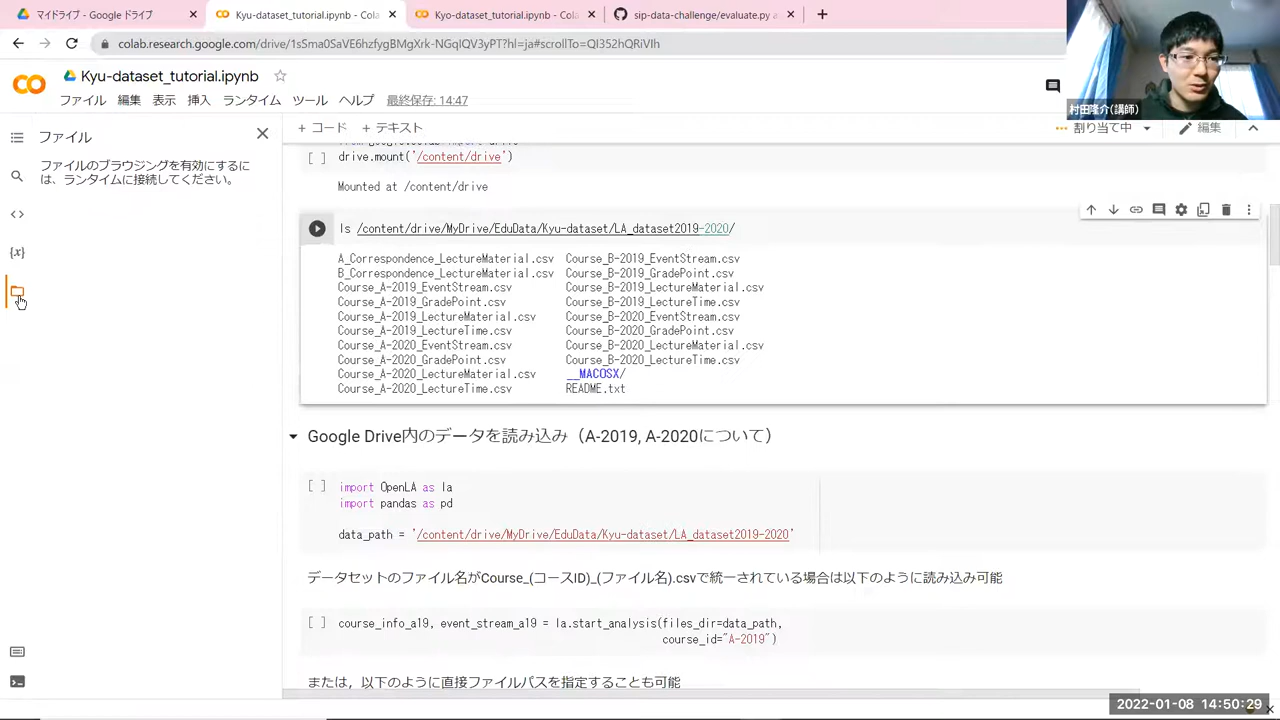 マイドライブ - Google ドライブ
Kyu-dataset_tutorial.ipynb - Cola
Kyo-dataset_tutorial.ipynb - Cola
sip-data-challenge/evaluate.py a
colab.research.google.com/drive/1sSma0SaVE6hzfygBMgXrk-NGqIQV3yPT?hl=ja#scrollTo=QI352hQRiVIh
Kyu-dataset_tutorial.ipynb
ファイル 編集 表示 挿入 ランタイム ツール ヘルプ 最終保存: 14:47
村田隆介(講師)
ファイル
+ コード + テキスト
割り当て中
編集
ファイルのブラウジングを有効にするに
は、ランタイムに接続してください。
drive.mount('/content/drive')
Mounted at /content/drive
ls /content/drive/MyDrive/EduData/Kyu-dataset/LA_dataset2019-2020/
A_Correspondence_LectureMaterial.csv Course_B-2019_EventStream.csv
B_Correspondence_LectureMaterial.csv Course_B-2019_GradePoint.csv
Course_A-2019_EventStream.csv Course_B-2019_LectureMaterial.csv
Course_A-2019_GradePoint.csv Course_B-2019_LectureTime.csv
Course_A-2019_LectureMaterial.csv Course_B-2020_EventStream.csv
Course_A-2019_LectureTime.csv Course_B-2020_GradePoint.csv
Course_A-2020_EventStream.csv Course_B-2020_LectureMaterial.csv
Course_A-2020_GradePoint.csv Course_B-2020_LectureTime.csv
Course_A-2020_LectureMaterial.csv __MACOSX/
Course_A-2020_LectureTime.csv README.txt
Google Drive内のデータを読み込み（A-2019, A-2020について）
[ ] import OpenLA as la
import pandas as pd
data_path = '/content/drive/MyDrive/EduData/Kyu-dataset/LA_dataset2019-2020'
データセットのファイル名がCourse_(コースID)_(ファイル名).csvで統一されている場合は以下のように読み込み可能
[ ] course_info_a19, event_stream_a19 = la.start_analysis(files_dir=data_path,
course_id="A-2019")
または，以下のように直接ファイルパスを指定することも可能
2022-01-08 14:50:29